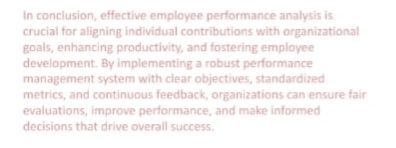 In conclusion, effective employee performance analysis is
crucial for aligning individual contributions with organizational
goals, enhancing productivity, and fostering employee
development. By implementing a robust performance
management system with clear objectives, standardized
metrics, and continuous feedback, organizations can ensure fair
evaluations, improve performance, and make informed
decisions that drive overall success.